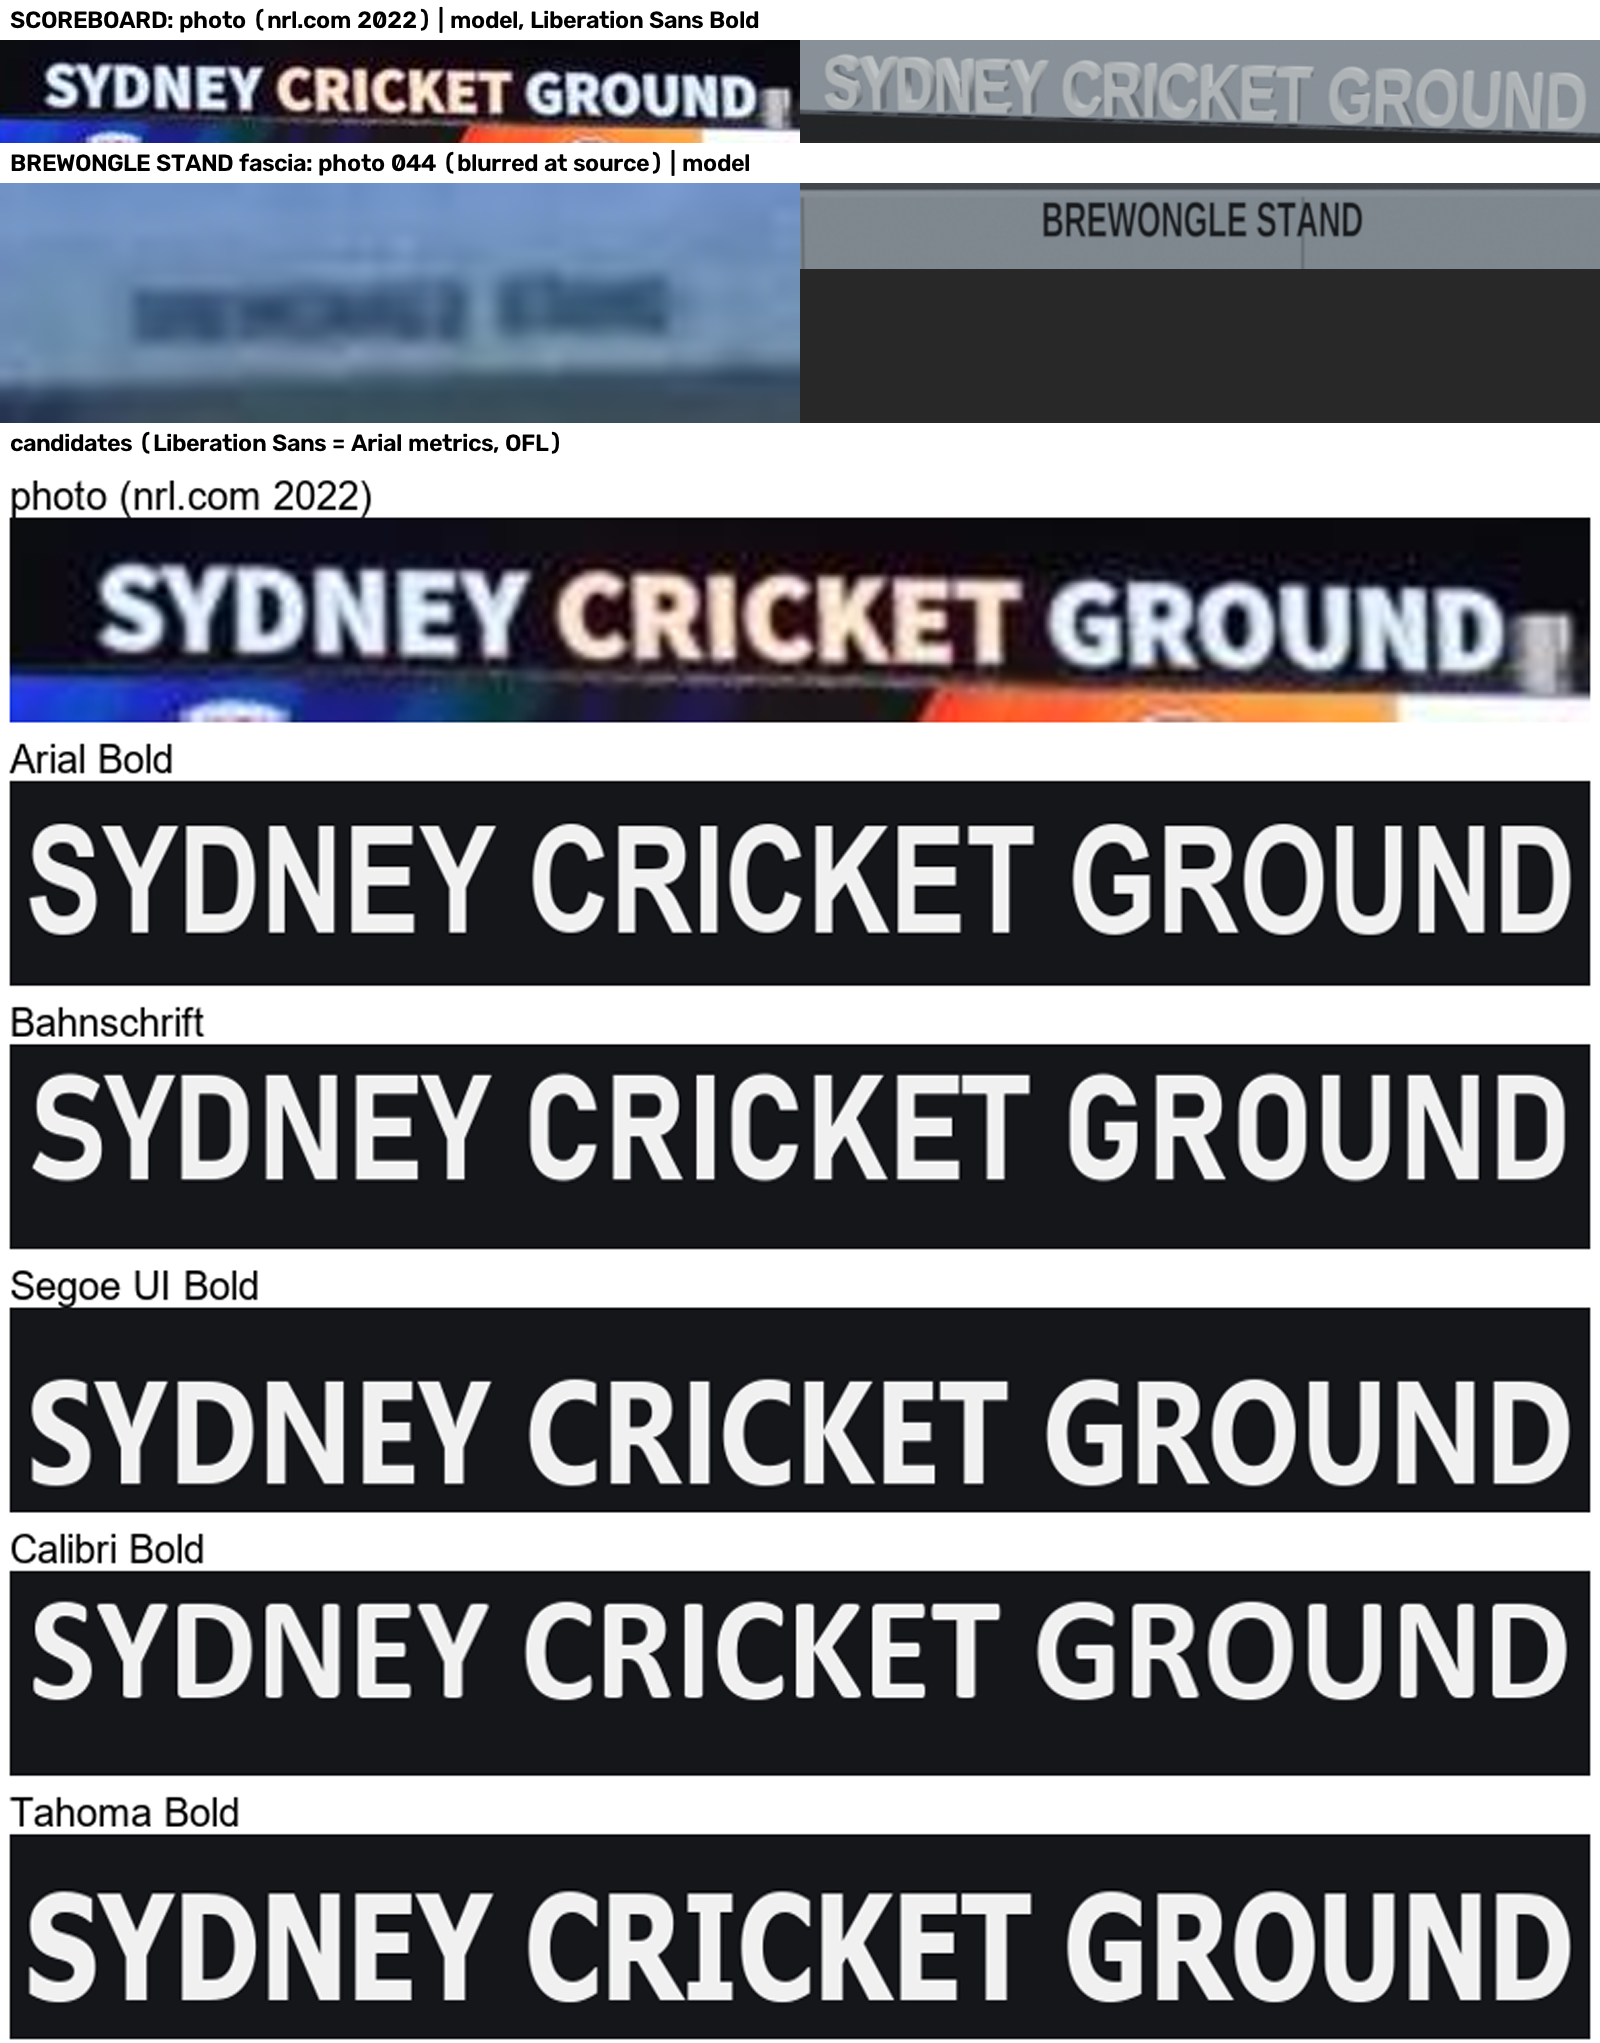 SCOREBOARD: photo (nrl.com 2022) | model, Liberation Sans Bold
SYDNEY CRICKET GROUND SYDNEY CRICKET GROUND
BREWONGLE STAND fascia: photo 044 (blurred at source) | model
BREWONGLE STAND
candidates (Liberation Sans = Arial metrics, OFL)
photo (nrl.com 2022)
SYDNEY CRICKET GROUND
Arial Bold
SYDNEY CRICKET GROUND
Bahnschrift
SYDNEY CRICKET GROUND
Segoe UI Bold
SYDNEY CRICKET GROUND
Calibri Bold
SYDNEY CRICKET GROUND
Tahoma Bold
SYDNEY CRICKET GROUND